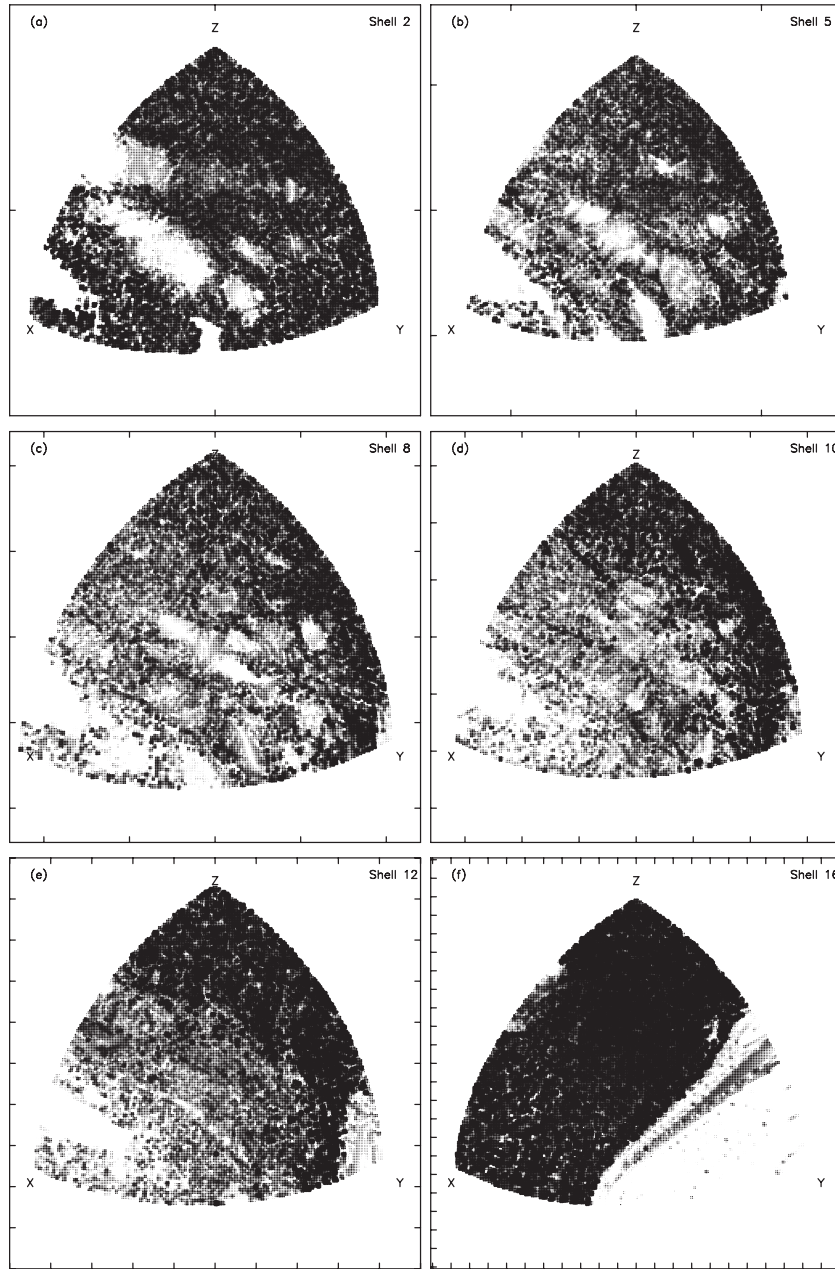 (a) Shell 2
Z
X Y
(b) Shell 5
Z
X Y
(c) Shell 8
Z
X Y
(d) Shell 10
Z
X Y
(e) Shell 12
Z
X Y
(f) Shell 16
Z
X Y